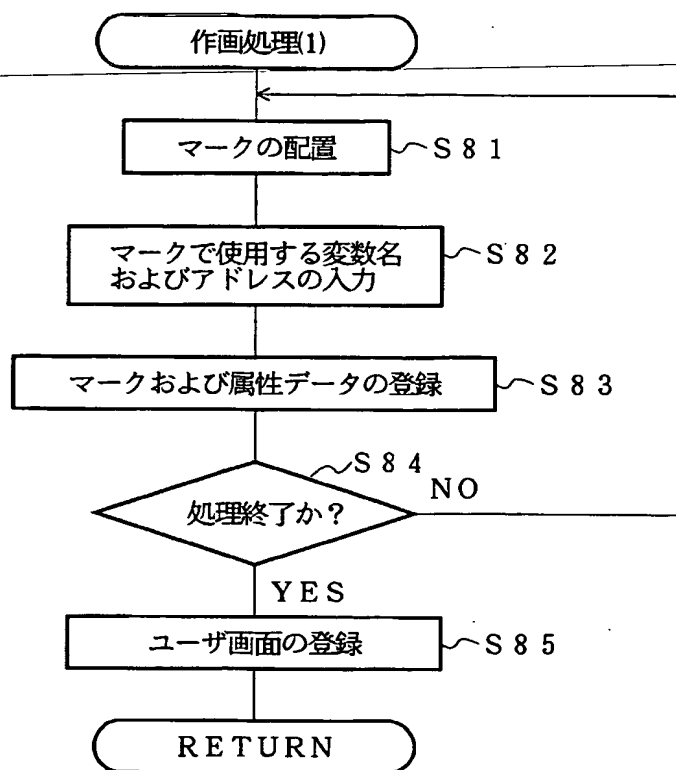 作画処理(1)
マークの配置
S81
マークで使用する変数名
およびアドレスの入力
S82
マークおよび属性データの登録
S83
S84
処理終了か？
NO
YES
ユーザ画面の登録
S85
RETURN